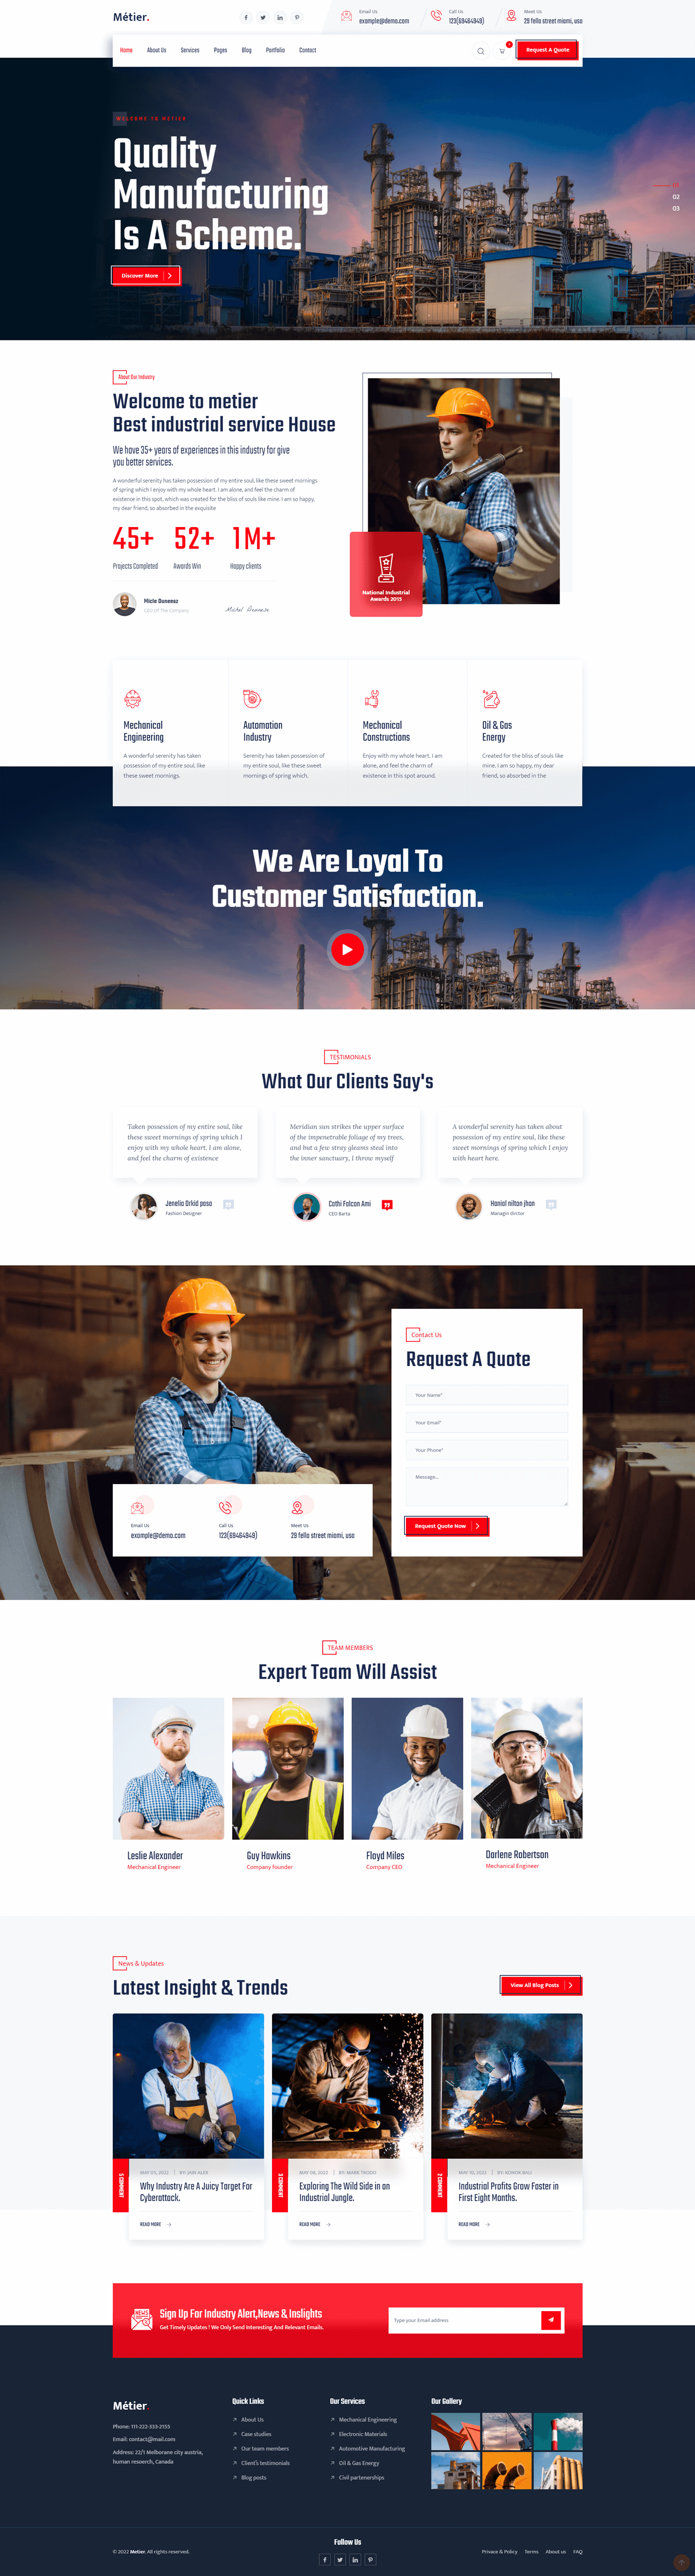 Métier.
Email Us
example@demo.com
Call Us
123(69464949)
Meet Us
29 fella street miami, usa
Home
About Us
Services
Pages
Blog
Portfolio
Contact
Request A Quote
WELCOME TO METIER
Quality
Manufacturing
Is A Scheme.
Discover More
02
03
About Our Industry
Welcome to metier
Best industrial service House
We have 35+ years of experiences in this industry for give
you better services.
A wonderful serenity has taken possession of my entire soul, like these sweet mornings
of spring which I enjoy with my whole heart. I am alone, and feel the charm of
existence in this spot, which was created for the bliss of souls like mine. I am so happy,
my dear friend, so absorbed in the exquisite
45+
52+
1M+
Projects Completed
Awards Win
Happy clients
CEO Of The Company
National Industrial
Awards 2015
Mechanical
Engineering
A wonderful serenity has taken
possession of my entire soul, like
these sweet mornings.
Automation
Industry
Serenity has taken possession of
my entire soul, like these sweet
mornings of spring which.
Mechanical
Constructions
Enjoy with my whole heart. I am
alone, and feel the charm of
existence in this spot around.
Oil & Gas
Energy
Created for the bliss of souls like
mine. I am so happy, my dear
friend, so absorbed in the
We Are Loyal To
Customer Satisfaction.
TESTIMONIALS
What Our Clients Say's
Taken possession of my entire soul, like
these sweet mornings of spring which I
enjoy with my whole heart. I am alone,
and feel the charm of existence
Jenelia Orkid pasa
Fashion Designer
Meridian sun strikes the upper surface
of the impenetrable foliage of my trees,
and but a few stray gleams steal into
the inner sanctuary, I throw myself
Cathi Falcon Ami
CEO Barta
A wonderful serenity has taken about
possession of my entire soul, like these
sweet mornings of spring which I enjoy
with heart here.
Hanial nilton jhon
Managin dirctor
Contact Us
Request A Quote
Your Name*
Your Email*
Your Phone*
Message...
Request Quote Now
Email Us
example@demo.com
Call Us
123(69464949)
Meet Us
29 fella street miami, usa
TEAM MEMBERS
Expert Team Will Assist
Leslie Alexander
Mechanical Engineer
Guy Hawkins
Company founder
Floyd Miles
Company CEO
Darlene Robertson
Mechanical Engineer
News & Updates
Latest Insight & Trends
View All Blog Posts
MAY 05, 2022
BY: JAIN ALEX
Why Industry Are A Juicy Target For
Cyberattack.
READ MORE
MAY 08, 2022
Exploring The Wild Side in an
Industrial Jungle.
READ MORE
MAY 10, 2022
Industrial Profits Grow Faster in
First Eight Months.
READ MORE
Sign Up For Industry Alert,News & Insights
Get Timely Updates ! We Only Send Interesting And Relevant Emails.
Type your Email address
Métier.
Phone: 111-222-333-2155
Email: contact@mail.com
Address: 22/1 Melborane city austria,
human research, Canada
Quick Links
About Us
Case studies
Our team members
Client's testimonials
Blog posts
Our Services
Mechanical Engineering
Electronic Materials
Automotive Manufacturing
Oil & Gas Energy
Civil partenerships
Our Gallery
Follow Us
© 2022 Metier. All rights reserved.
Privace & Policy
Terms
About us
FAQ